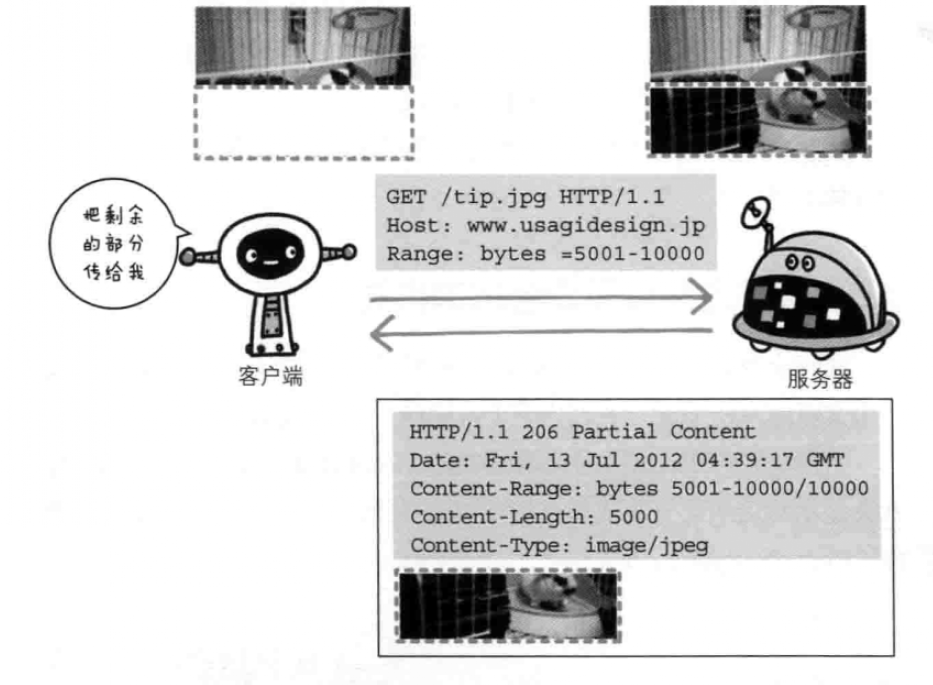 把剩余
的部分
传给我
GET /tip.jpg HTTP/1.1
Host: www.usagidesign.jp
Range: bytes =5001-10000
客户端
服务器
HTTP/1.1 206 Partial Content
Date: Fri, 13 Jul 2012 04:39:17 GMT
Content-Range: bytes 5001-10000/10000
Content-Length: 5000
Content-Type: image/jpeg